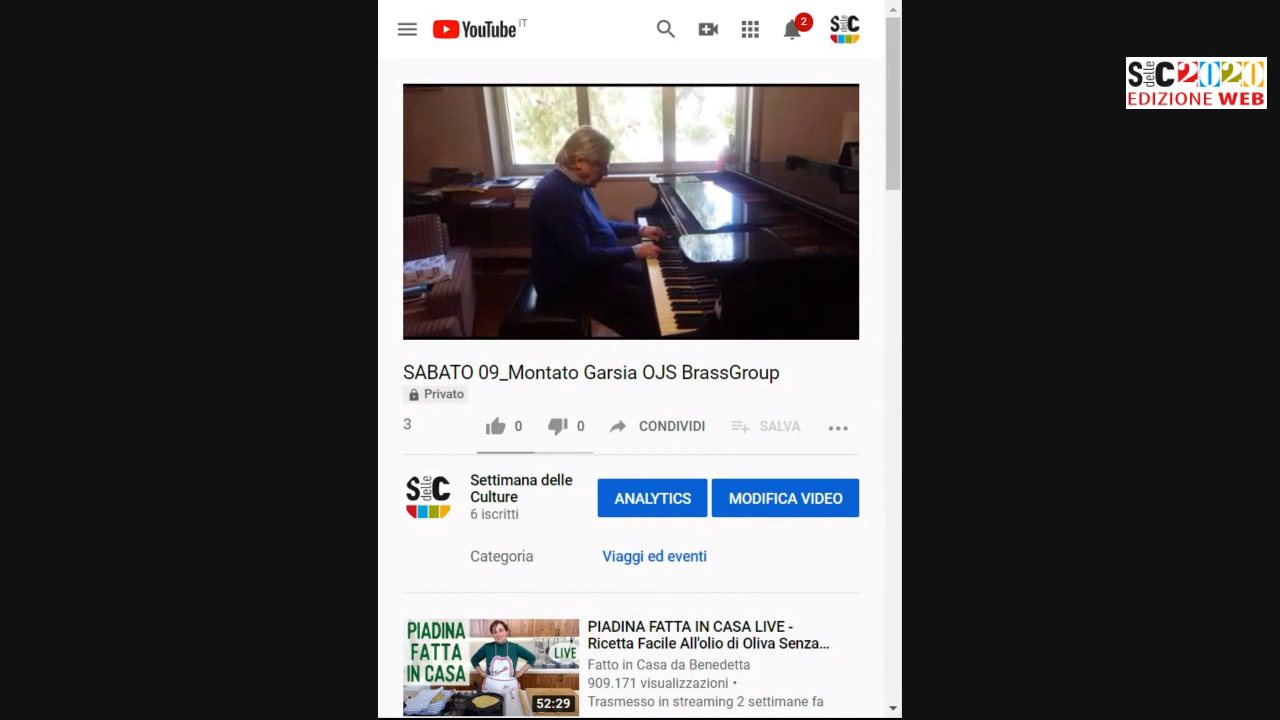 YouTube IT
2
S delle C
S delle C 2020
EDIZIONE WEB
SABATO 09_Montato Garsia OJS BrassGroup
Privato
3
0
0
CONDIVIDI
SALVA
S delle C
Settimana delle
Culture
6 iscritti
ANALYTICS
MODIFICA VIDEO
Categoria
Viaggi ed eventi
PIADINA
FATTA
IN CASA
LIVE
52:29
PIADINA FATTA IN CASA LIVE -
Ricetta Facile All'olio di Oliva Senza...
Fatto in Casa da Benedetta
909.171 visualizzazioni •
Trasmesso in streaming 2 settimane fa